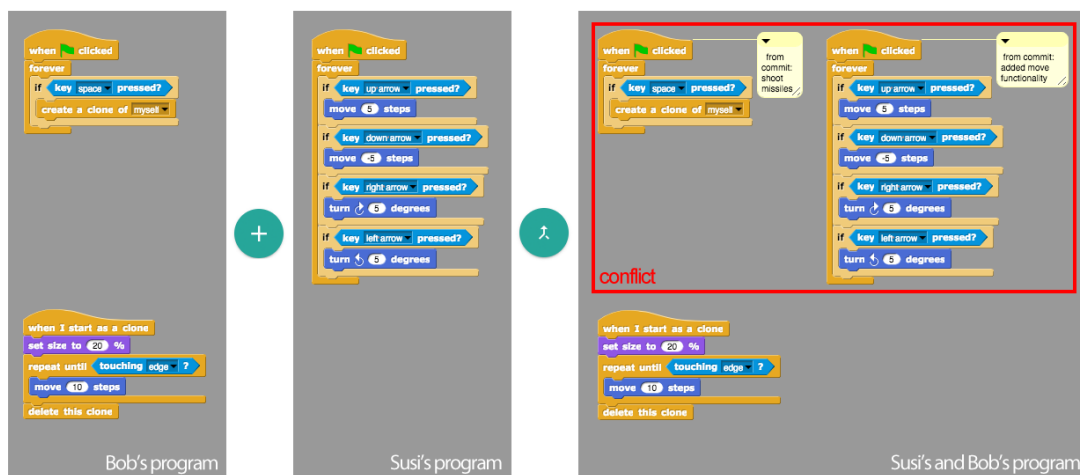 when clicked
forever
if key space pressed?
create a clone of myself
when I start as a clone
set size to 20 %
repeat until touching edge ?
move 10 steps
delete this clone
Bob's program
+
when clicked
forever
if key up arrow pressed?
move 5 steps
if key down arrow pressed?
move -5 steps
if key right arrow pressed?
turn 5 degrees
if key left arrow pressed?
turn 5 degrees
Susi's program
when clicked
forever
if key space pressed?
create a clone of myself
from
commit:
shoot
missiles
when clicked
forever
if key up arrow pressed?
move 5 steps
if key down arrow pressed?
move -5 steps
if key right arrow pressed?
turn 5 degrees
if key left arrow pressed?
turn 5 degrees
from commit:
added move
functionality
conflict
when I start as a clone
set size to 20 %
repeat until touching edge ?
move 10 steps
delete this clone
Susi's and Bob's program